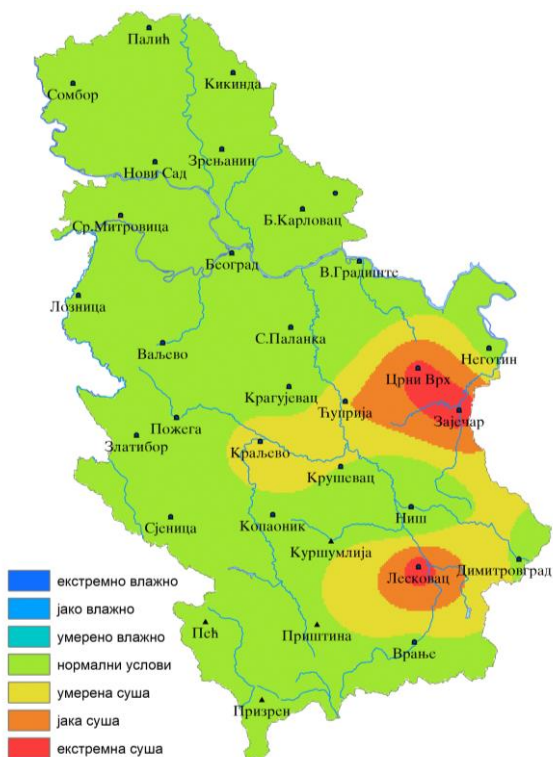 Палић
Кикинда
Сомбор
Зрењанин
Нови Сад
Б.Карловац
Ср.Митровица
Београд
В.Градиште
Лозница
С.Паланка
Ваљево
Неготин
Црни Врх
Крагујевац
Ћуприја
Зајечар
Пожега
Златибор
Краљево
Крушевац
Ниш
Копаоник
Сјеница
Куршумлија
Димитровград
Лесковац
екстремно влажно
јако влажно
умерено влажно
Пећ
Приштина
нормални услови
Врање
умерена суша
Призрен
јака суша
екстремна суша